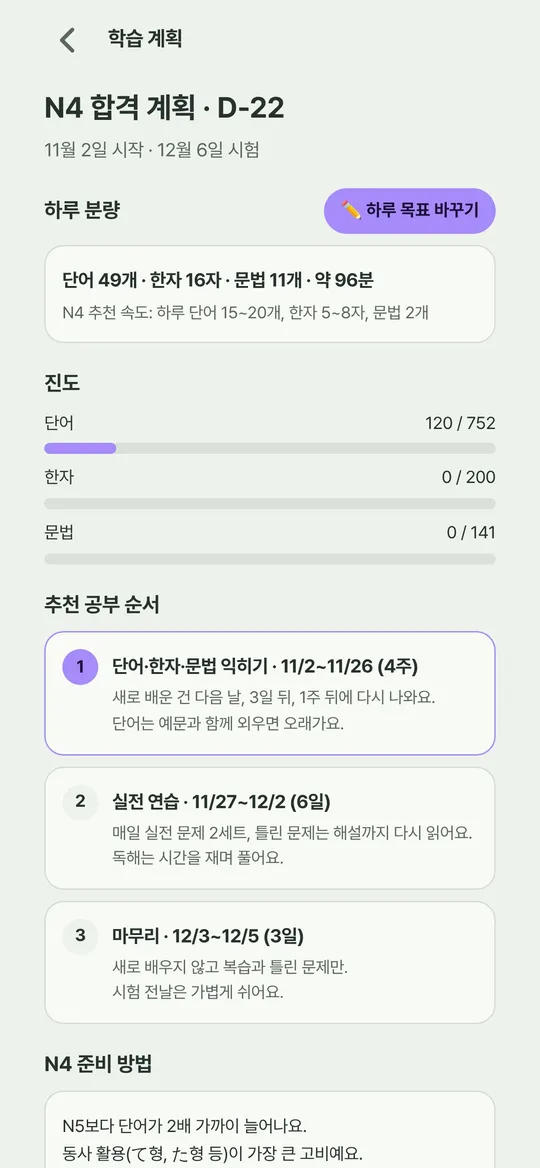 학습 계획
N4 합격 계획 · D-22
11월 2일 시작 · 12월 6일 시험
하루 분량
✏️ 하루 목표 바꾸기
단어 49개 · 한자 16자 · 문법 11개 · 약 96분
N4 추천 속도: 하루 단어 15~20개, 한자 5~8자, 문법 2개
진도
단어 120 / 752
한자 0 / 200
문법 0 / 141
추천 공부 순서
1 단어·한자·문법 익히기 · 11/2~11/26 (4주)
새로 배운 건 다음 날, 3일 뒤, 1주 뒤에 다시 나와요.
단어는 예문과 함께 외우면 오래가요.
2 실전 연습 · 11/27~12/2 (6일)
매일 실전 문제 2세트, 틀린 문제는 해설까지 다시 읽어요.
독해는 시간을 재며 풀어요.
3 마무리 · 12/3~12/5 (3일)
새로 배우지 않고 복습과 틀린 문제만.
시험 전날은 가볍게 쉬어요.
N4 준비 방법
N5보다 단어가 2배 가까이 늘어나요.
동사 활용(て형, た형 등)이 가장 큰 고비예요.